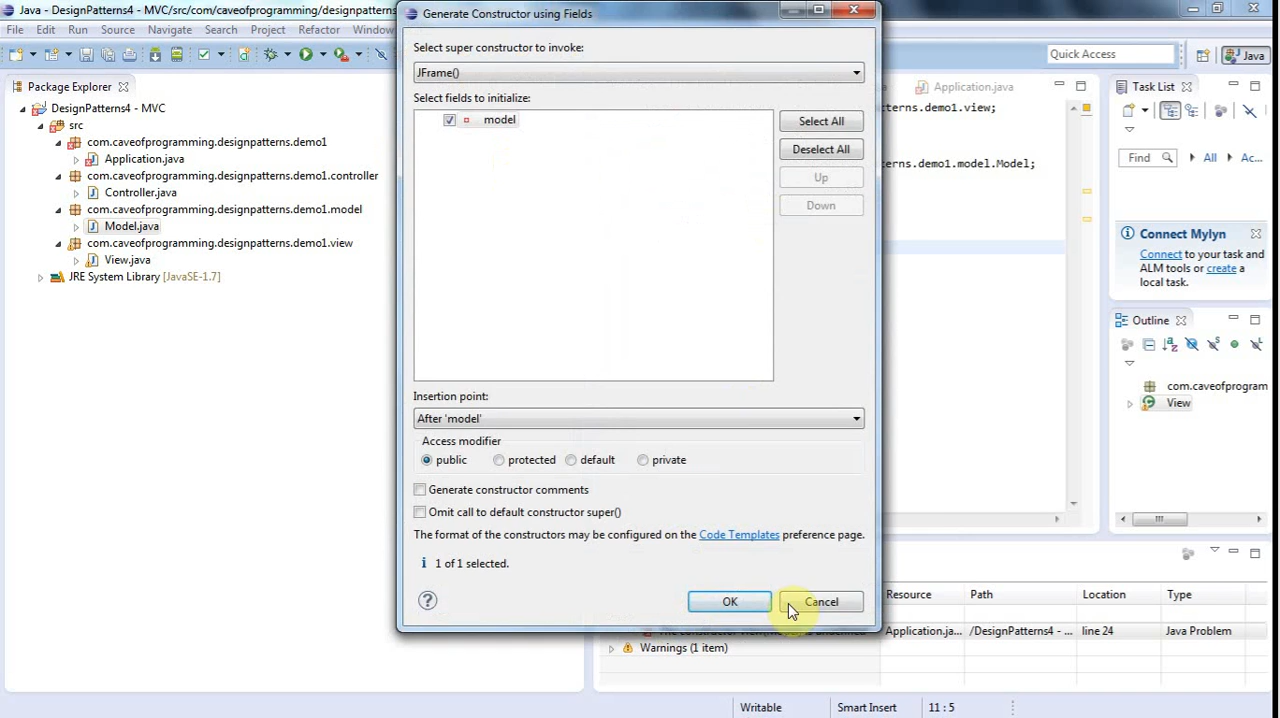 Java - DesignPatterns4 - MVC/src/com/caveofprogramming/designpatterns
Generate Constructor using Fields
File Edit Run Source Navigate Search Project Refactor Window
Quick Access
Java
Package Explorer
DesignPatterns4 - MVC
src
com.caveofprogramming.designpatterns.demo1
Application.java
com.caveofprogramming.designpatterns.demo1.controller
Controller.java
com.caveofprogramming.designpatterns.demo1.model
Model.java
com.caveofprogramming.designpatterns.demo1.view
View.java
JRE System Library [JavaSE-1.7]
Select super constructor to invoke:
JFrame()
Select fields to initialize:
model
Select All
Deselect All
Up
Down
Insertion point:
After 'model'
Access modifier
public protected default private
Generate constructor comments
Omit call to default constructor super()
The format of the constructors may be configured on the Code Templates preference page.
1 of 1 selected.
OK
Cancel
Application.java
tterns.demo1.view;
tterns.demo1.model.Model;
Task List
Find All Ac...
Connect Mylyn
Connect to your task and
ALM tools or create a
local task.
Outline
com.caveofprogram
View
Resource Path Location Type
Application.ja... /DesignPatterns4 - ... line 24 Java Problem
Warnings (1 item)
Writable Smart Insert 11 : 5